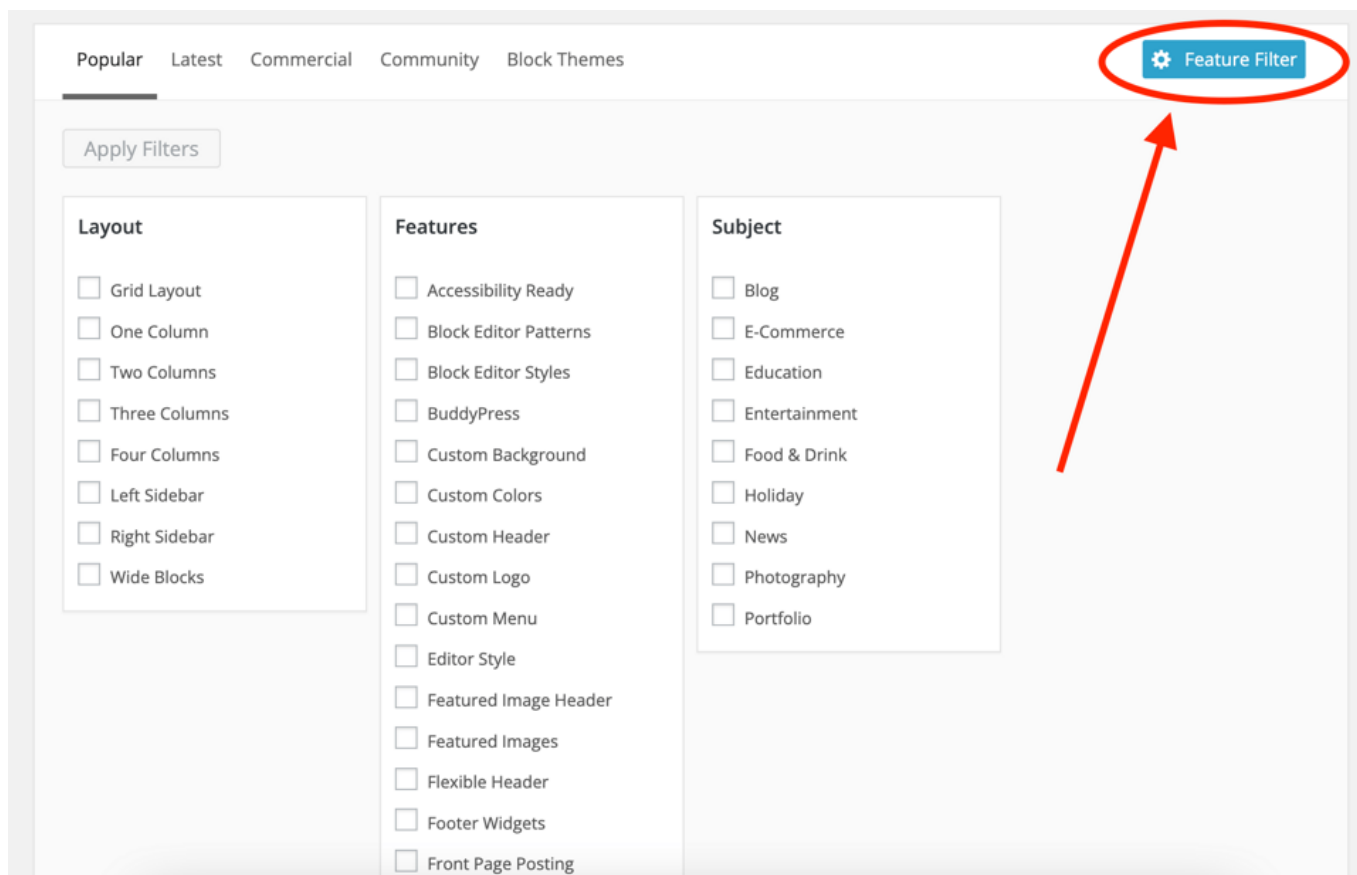 Popular Latest Commercial Community Block Themes Feature Filter
Apply Filters
Layout
Grid Layout
One Column
Two Columns
Three Columns
Four Columns
Left Sidebar
Right Sidebar
Wide Blocks
Features
Accessibility Ready
Block Editor Patterns
Block Editor Styles
BuddyPress
Custom Background
Custom Colors
Custom Header
Custom Logo
Custom Menu
Editor Style
Featured Image Header
Featured Images
Flexible Header
Footer Widgets
Front Page Posting
Subject
Blog
E-Commerce
Education
Entertainment
Food & Drink
Holiday
News
Photography
Portfolio